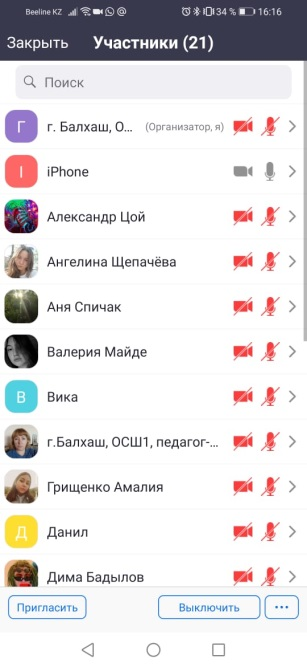 Beeline KZ 34 % 16:16
Закрыть Участники (21)
Поиск
Г г. Балхаш, О... (Организатор, я)
I iPhone
Александр Цой
Ангелина Щепачёва
Аня Спичак
Валерия Майде
В Вика
г.Балхаш, ОСШ1, педагог-...
Грищенко Амалия
Д Данил
Дима Бадылов
Пригласить Выключить ...